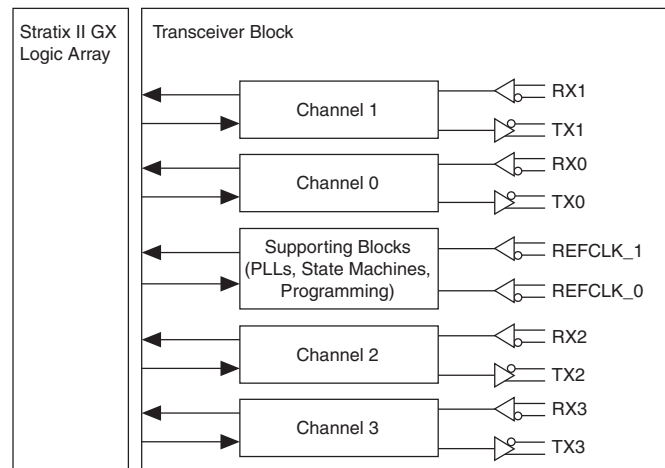 Stratix II GX
Logic Array
Transceiver Block
Channel 1
RX1
TX1
Channel 0
RX0
TX0
Supporting Blocks
(PLLs, State Machines,
Programming)
REFCLK_1
REFCLK_0
Channel 2
RX2
TX2
Channel 3
RX3
TX3